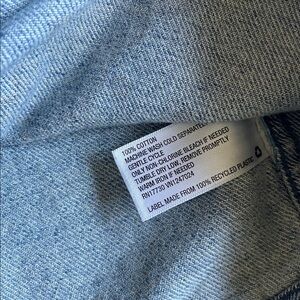 100% COTTON
MACHINE WASH COLD SEPARATELY
GENTLE CYCLE
ONLY NON-CHLORINE BLEACH IF NEEDED
TUMBLE DRY LOW, REMOVE PROMPTLY
WARM IRON IF NEEDED
RN17730 VN1247024
LABEL MADE FROM 100% RECYCLED PLASTIC